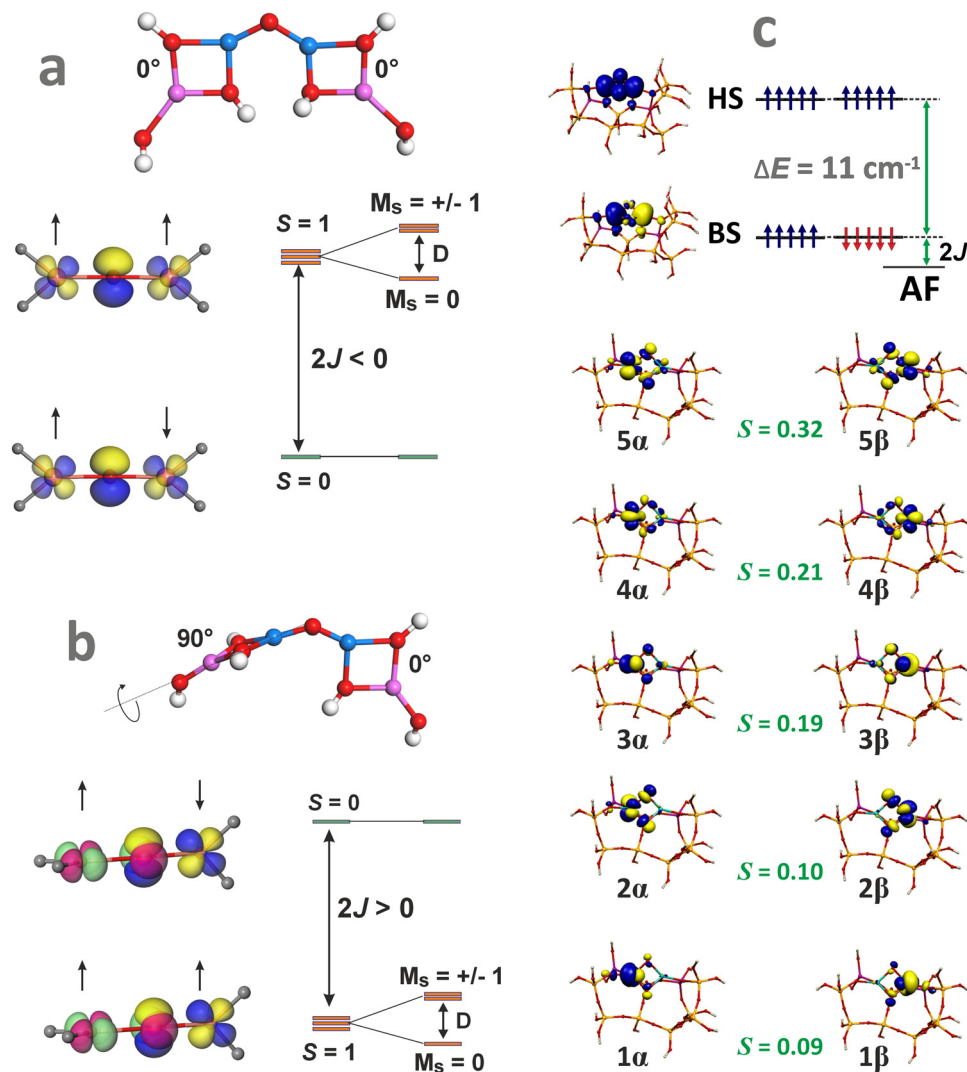 a
0°
0°
S = 1
Ms = +/- 1
D
Ms = 0
2J < 0
S = 0
b
90°
0°
S = 0
2J > 0
Ms = +/- 1
D
S = 1
Ms = 0
c
HS
ΔE = 11 cm⁻¹
BS
2J
AF
5α S = 0.32 5β
4α S = 0.21 4β
3α S = 0.19 3β
2α S = 0.10 2β
1α S = 0.09 1β